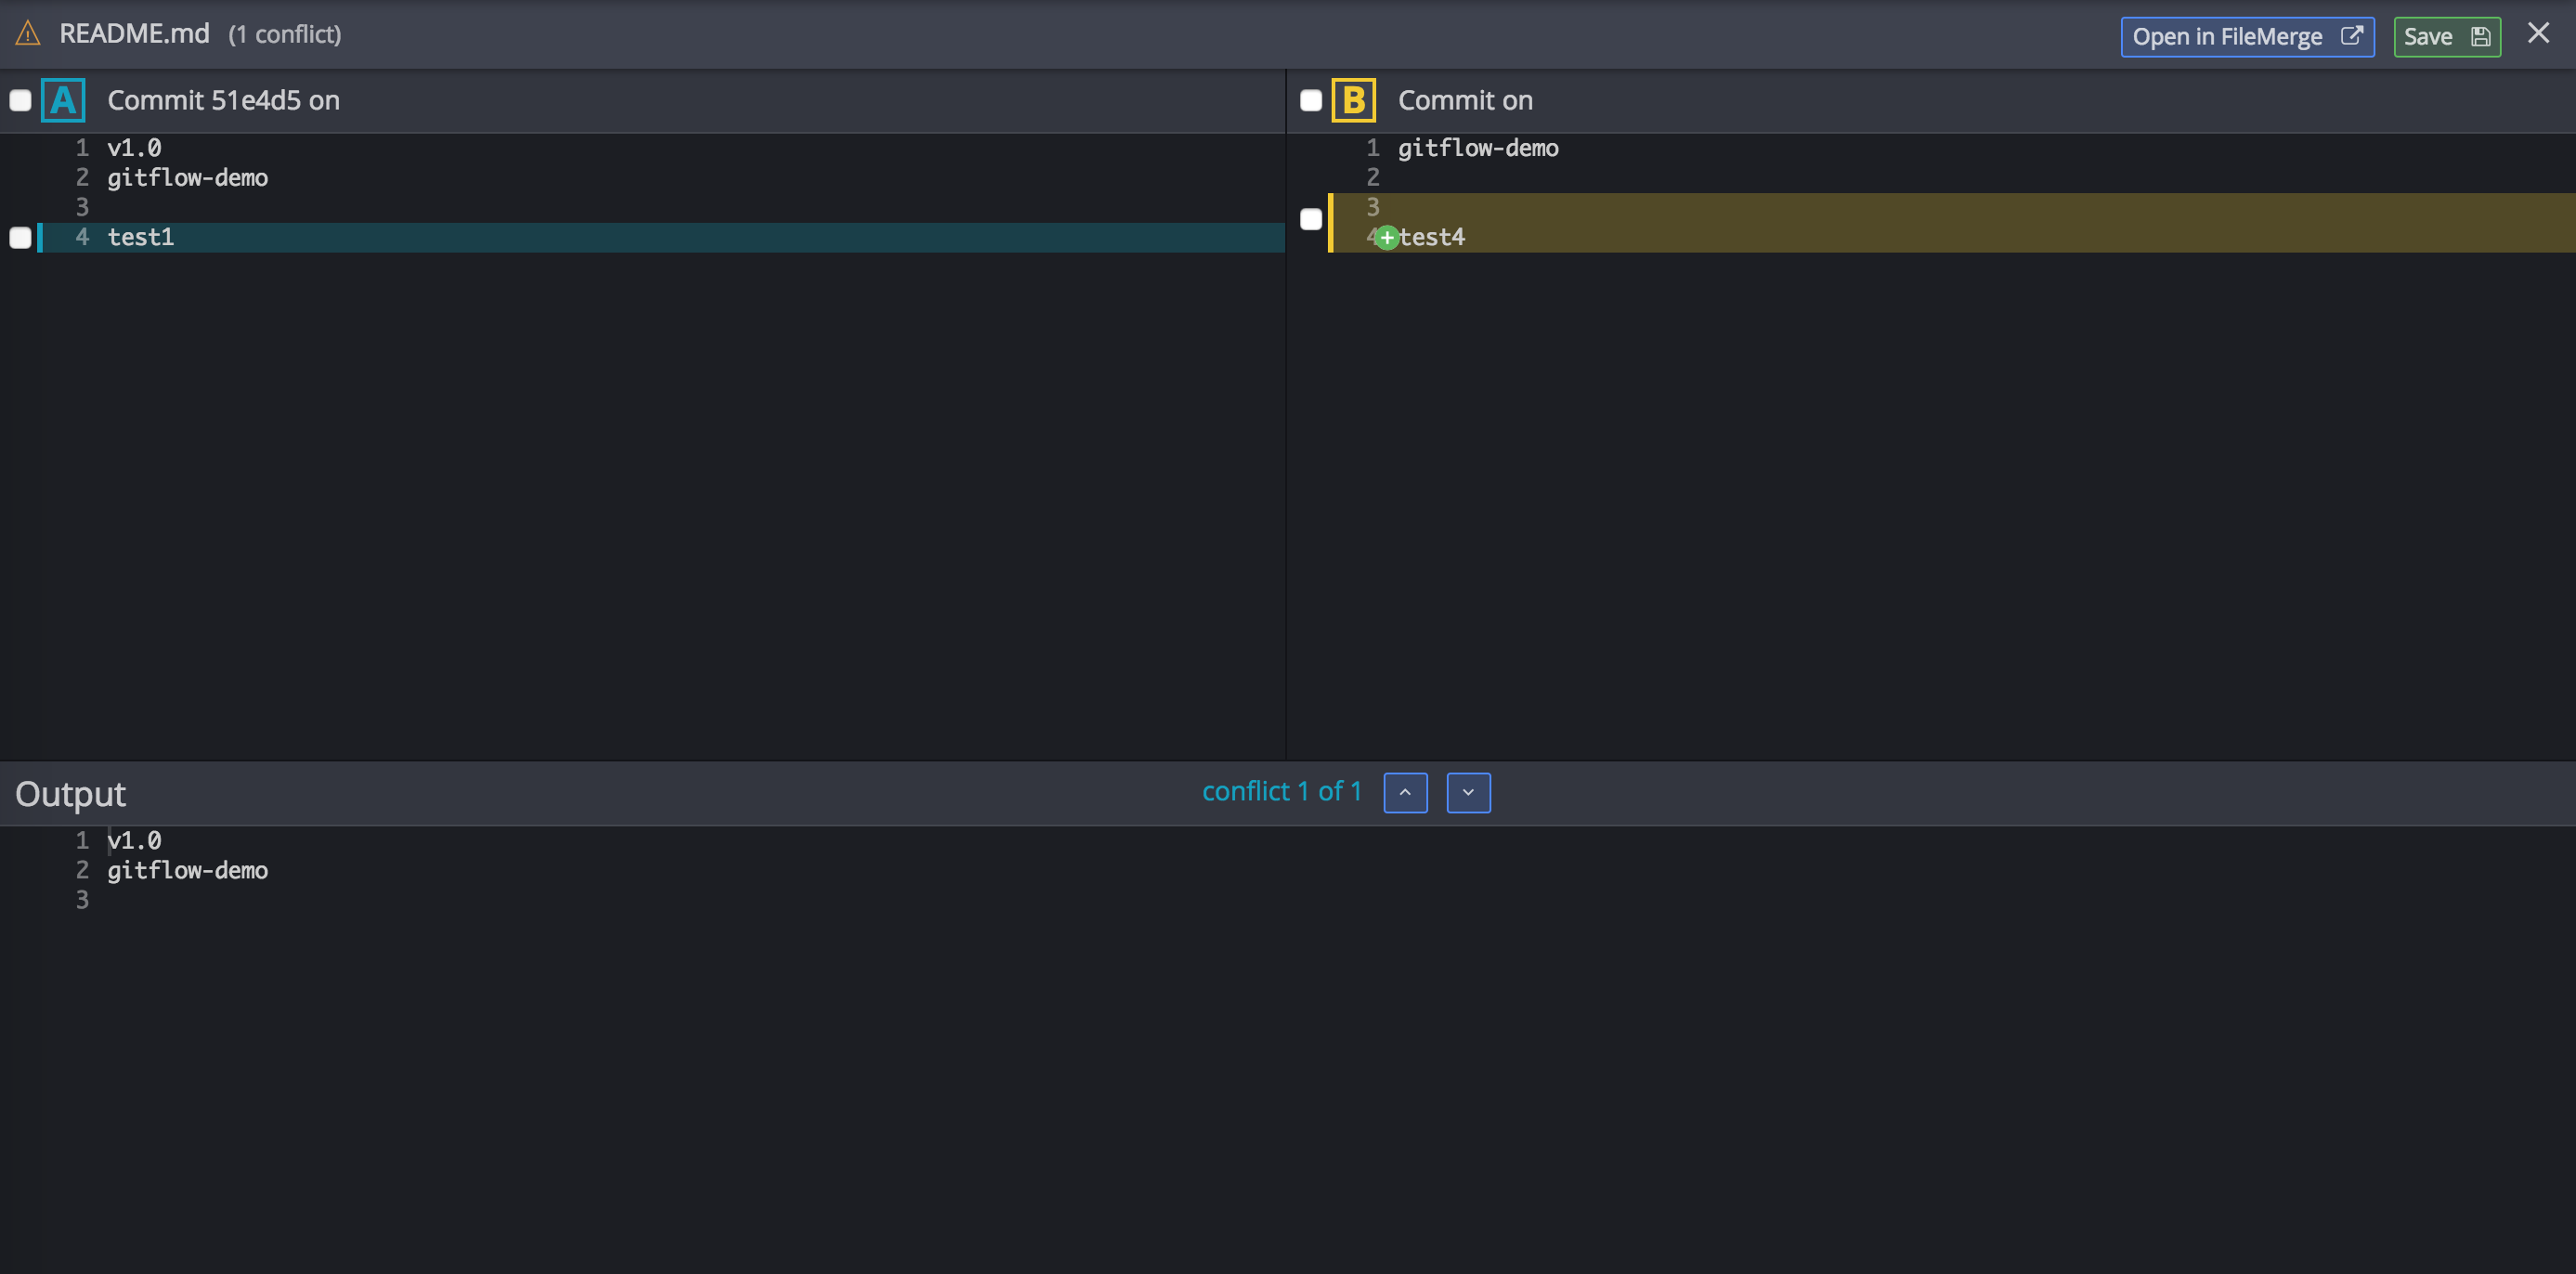 README.md (1 conflict) Open in FileMerge Save
A Commit 51e4d5 on
1 v1.0
2 gitflow-demo
3
4 test1
B Commit on
1 gitflow-demo
2
3
4 test4
Output conflict 1 of 1
1 v1.0
2 gitflow-demo
3